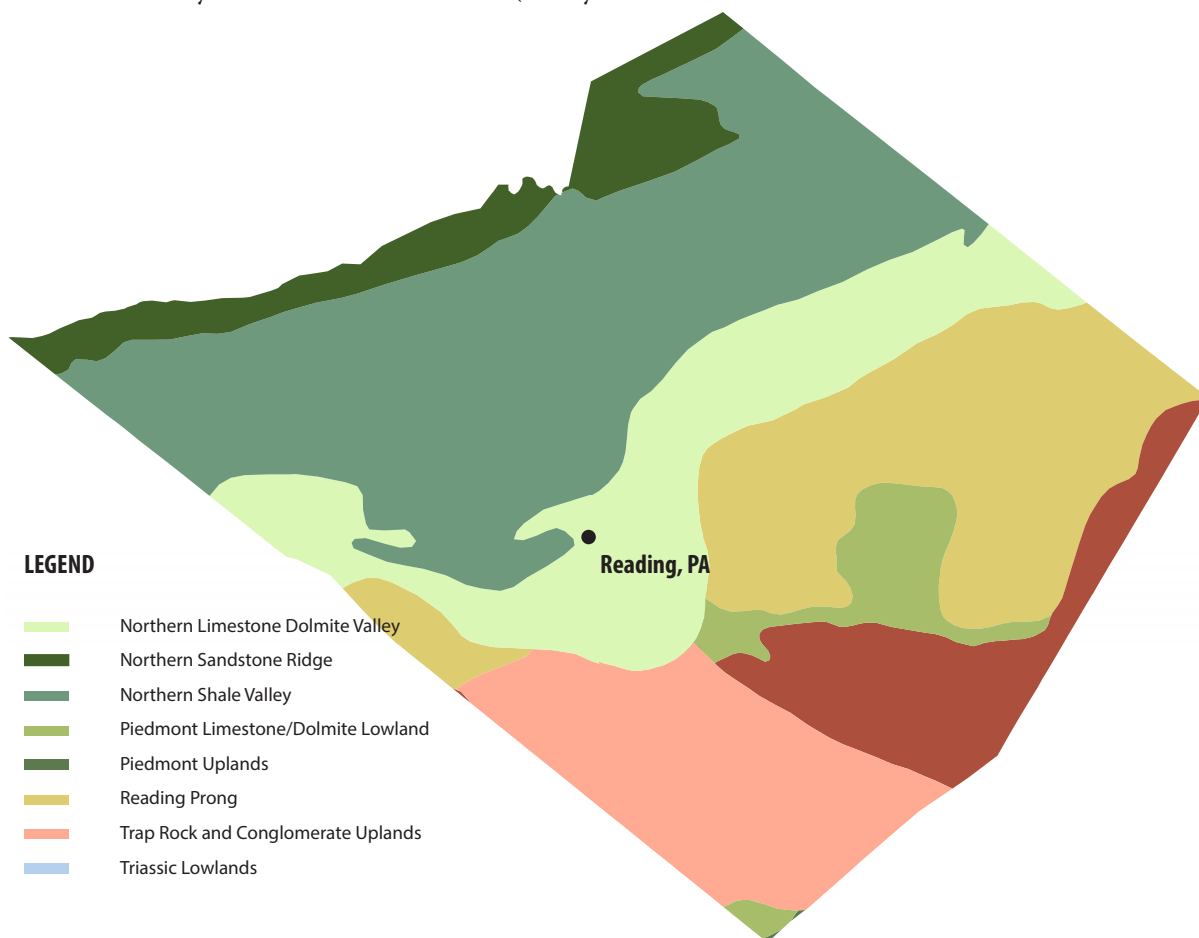 Reading, PA
LEGEND
Northern Limestone Dolmite Valley
Northern Sandstone Ridge
Northern Shale Valley
Piedmont Limestone/Dolmite Lowland
Piedmont Uplands
Reading Prong
Trap Rock and Conglomerate Uplands
Triassic Lowlands